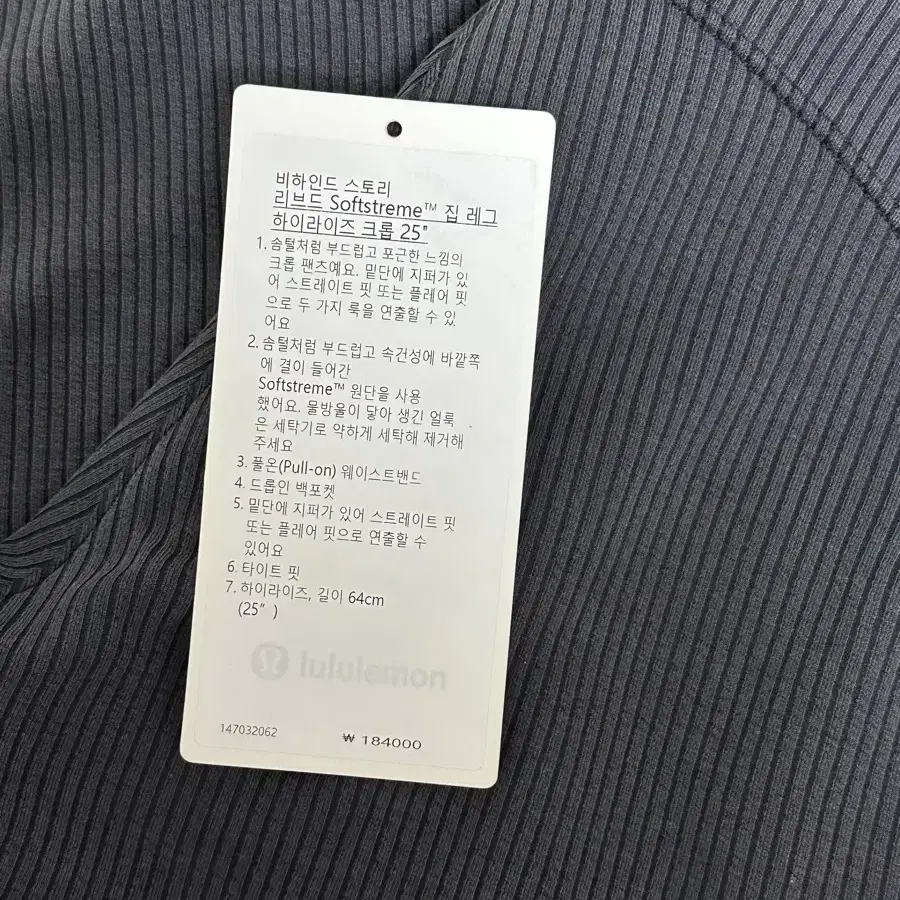 비하인드 스토리
리브드 Softstreme™ 집 레그
하이라이즈 크롭 25"
1. 솜털처럼 부드럽고 포근한 느낌의
크롭 팬츠예요. 밑단에 지퍼가 있
어 스트레이트 핏 또는 플레어 핏
으로 두 가지 룩을 연출할 수 있
어요
2. 솜털처럼 부드럽고 속건성에 바깥쪽
에 결이 들어간
Softstreme™ 원단을 사용
했어요. 물방울이 닿아 생긴 얼룩
은 세탁기로 약하게 세탁해 제거해
주세요
3. 풀온(Pull-on) 웨이스트밴드
4. 드롭인 백포켓
5. 밑단에 지퍼가 있어 스트레이트 핏
또는 플레어 핏으로 연출할 수
있어요
6. 타이트 핏
7. 하이라이즈, 길이 64cm
(25″ )
lululemon
147032062
₩ 184000